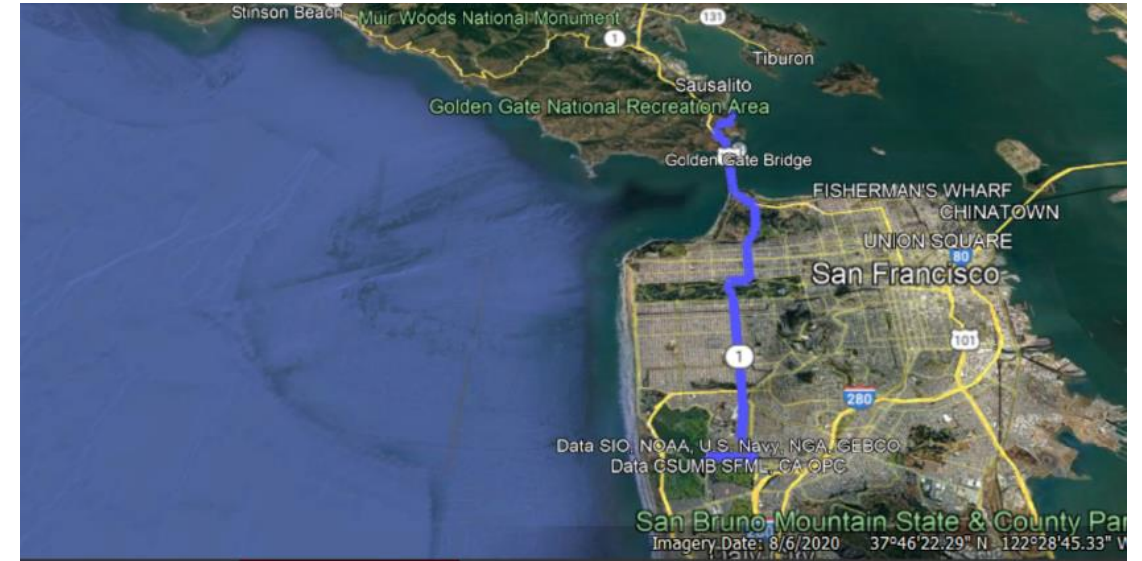 Stinson Beach
Muir Woods National Monument
131
1
Tiburon
Sausalito
Golden Gate National Recreation Area
Golden Gate Bridge
FISHERMAN'S WHARF
CHINATOWN
UNION SQUARE
80
San Francisco
101
1
280
Data SIO, NOAA, U.S. Navy, NGA, GEBCO
Data CSUMB SFML, CA OPC
San Bruno Mountain State & County Par
Imagery Date: 8/6/2020 37°46'22.29" N 122°28'45.33" W